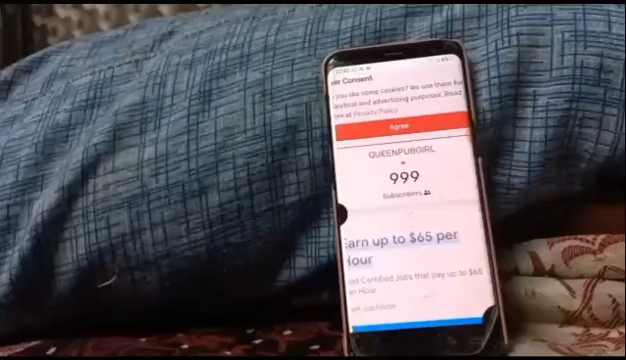 Consent
you like some cookies? We use them for
and advertising purposes. Read
at Privacy Policy
Agree
QUEENPUBGIRL
999
Subscribers
Earn up to $65 per
Hour
Certified Jobs that pay up to $65
Hour